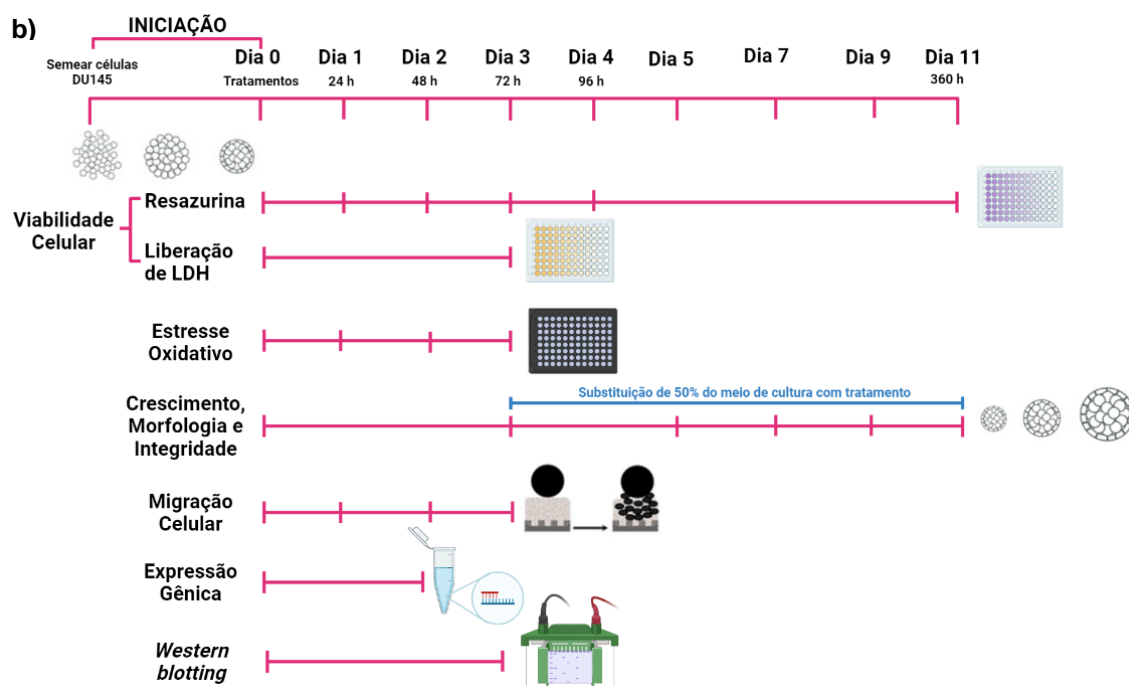 b)
INICIAÇÃO
Semear células
DU145
Dia 0
Tratamentos
Dia 1
24 h
Dia 2
48 h
Dia 3
72 h
Dia 4
96 h
Dia 5
Dia 7
Dia 9
Dia 11
360 h
Viabilidade
Celular
Resazurina
Liberação
de LDH
Estresse
Oxidativo
Substituição de 50% do meio de cultura com tratamento
Crescimento,
Morfologia e
Integridade
Migração
Celular
Expressão
Gênica
Western
blotting